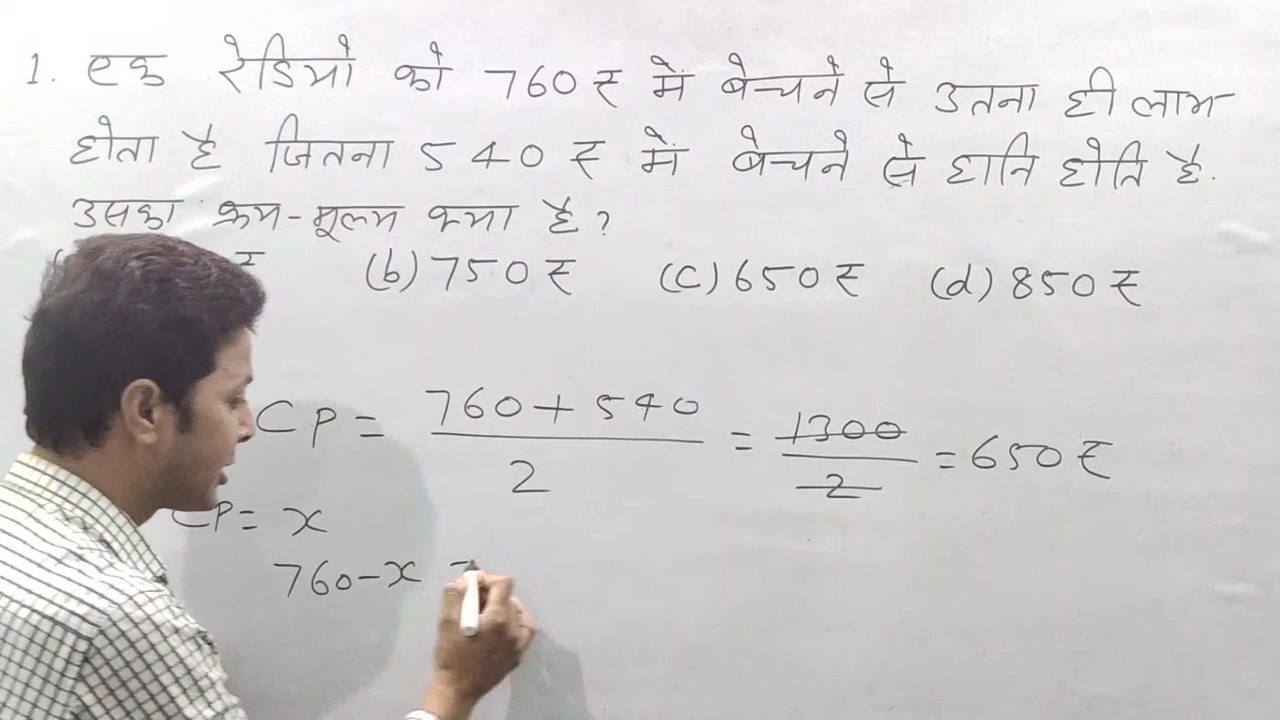 1. एक रेडियो को 760 ₹ में बेचने से उतना ही लाभ
होता है जितना 540 ₹ में बेचने से हानि होति है.
उसका क्रय-मूल्य क्या है ?
( ₹ (b) 750 ₹ (c) 650 ₹ (d) 850 ₹
CP = 760 + 540 / 2 = 1300 / 2 = 650 ₹
CP = x
760 - x